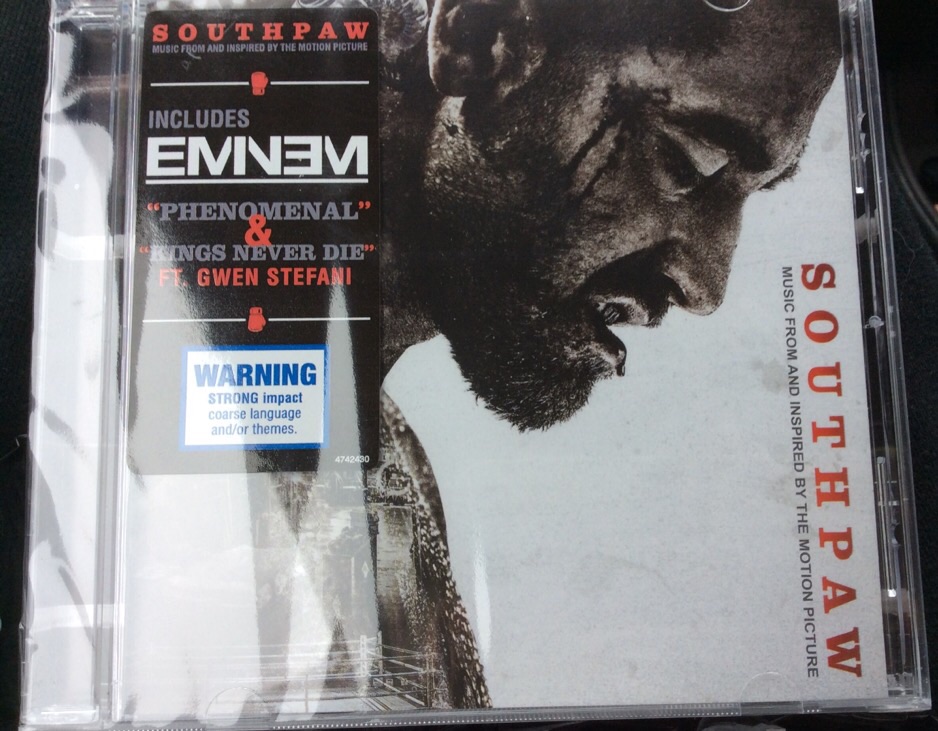 SOUTHPAW
MUSIC FROM AND INSPIRED BY THE MOTION PICTURE
INCLUDES
EMINEM
“PHENOMENAL”
&
“KINGS NEVER DIE”
FT. GWEN STEFANI
WARNING
STRONG impact
coarse language
and/or themes.
4742430
SOUTHPAW
MUSIC FROM AND INSPIRED BY THE MOTION PICTURE